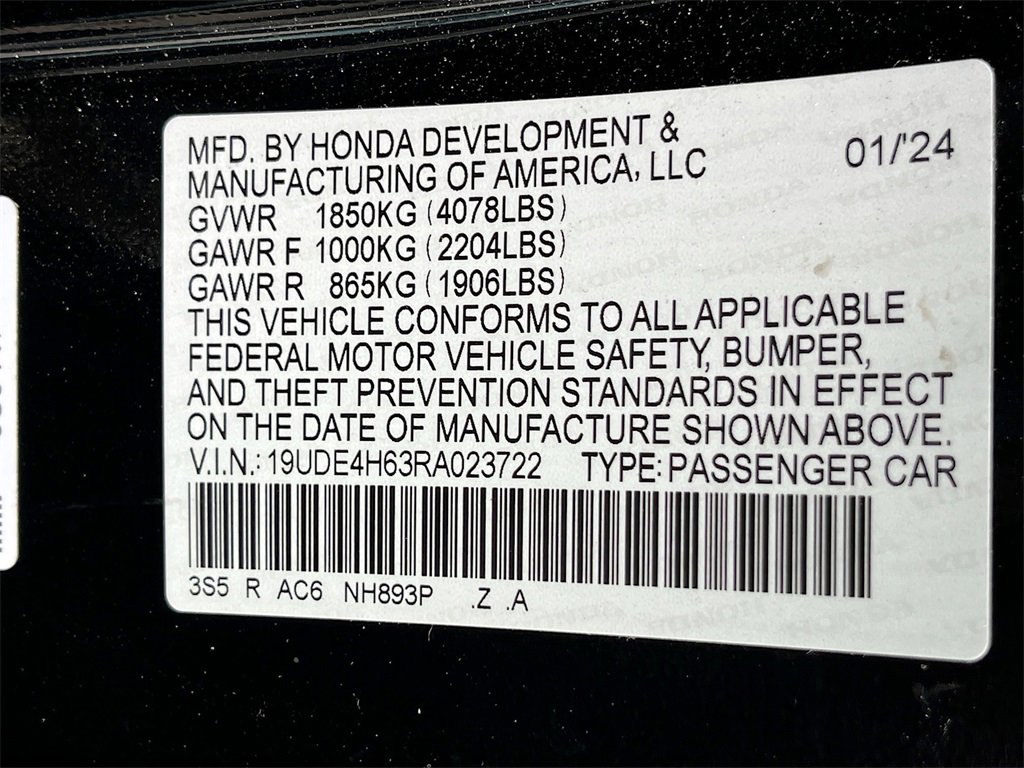 MFD. BY HONDA DEVELOPMENT &
MANUFACTURING OF AMERICA, LLC
01/'24
GVWR 1850KG (4078LBS)
GAWR F 1000KG (2204LBS)
GAWR R 865KG (1906LBS)
THIS VEHICLE CONFORMS TO ALL APPLICABLE
FEDERAL MOTOR VEHICLE SAFETY, BUMPER,
AND THEFT PREVENTION STANDARDS IN EFFECT
ON THE DATE OF MANUFACTURE SHOWN ABOVE.
V.I.N.: 19UDE4H63RA023722 TYPE: PASSENGER CAR
3S5 R AC6 NH893P .Z .A